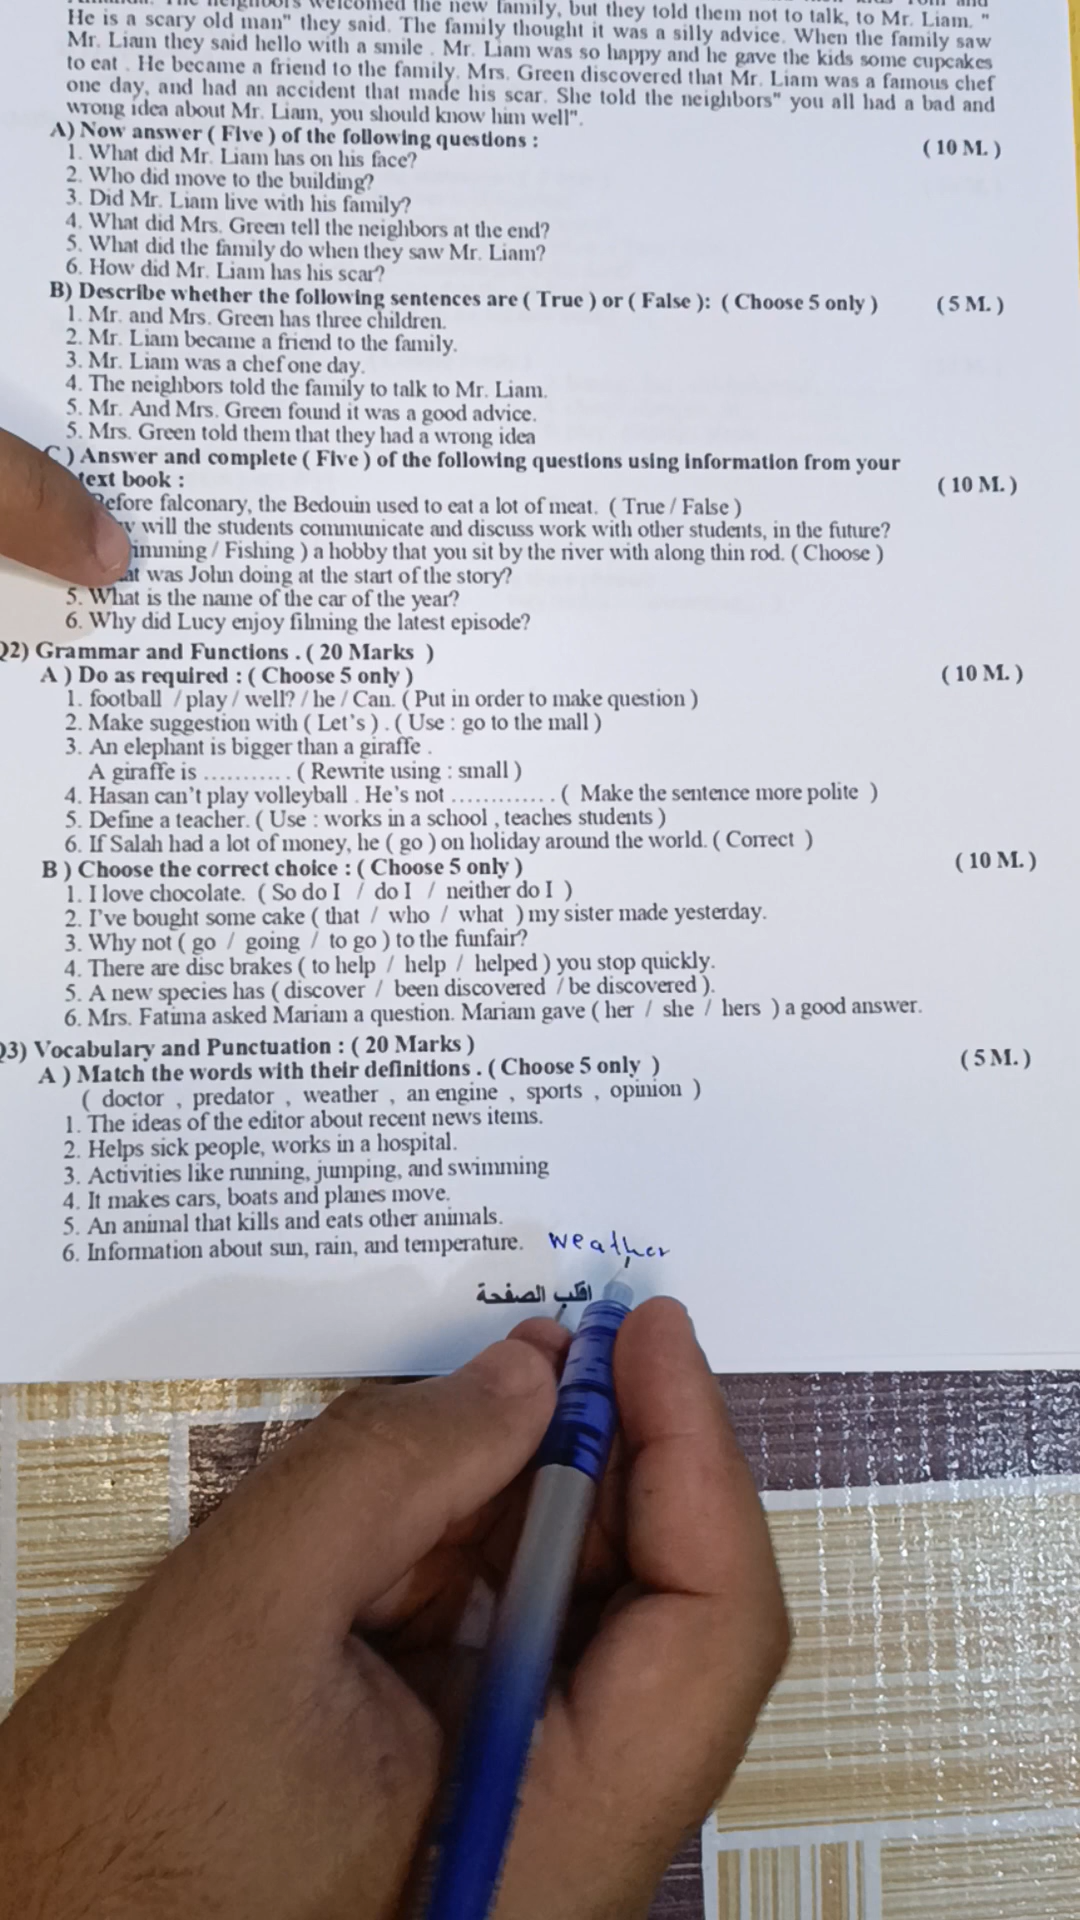 the neighbors welcomed the new family, but they told them not to talk, to Mr. Liam. "
He is a scary old man" they said. The family thought it was a silly advice. When the family saw
Mr. Liam they said hello with a smile . Mr. Liam was so happy and he gave the kids some cupcakes
to eat . He became a friend to the family. Mrs. Green discovered that Mr. Liam was a famous chef
one day, and had an accident that made his scar. She told the neighbors" you all had a bad and
wrong idea about Mr. Liam, you should know him well".
A) Now answer ( Five ) of the following questions : ( 10 M. )
1. What did Mr. Liam has on his face?
2. Who did move to the building?
3. Did Mr. Liam live with his family?
4. What did Mrs. Green tell the neighbors at the end?
5. What did the family do when they saw Mr. Liam?
6. How did Mr. Liam has his scar?
B) Describe whether the following sentences are ( True ) or ( False ): ( Choose 5 only ) ( 5 M. )
1. Mr. and Mrs. Green has three children.
2. Mr. Liam became a friend to the family.
3. Mr. Liam was a chef one day.
4. The neighbors told the family to talk to Mr. Liam.
5. Mr. And Mrs. Green found it was a good advice.
5. Mrs. Green told them that they had a wrong idea
C ) Answer and complete ( Five ) of the following questions using information from your
text book : ( 10 M. )
Before falconary, the Bedouin used to eat a lot of meat. ( True / False )
will the students communicate and discuss work with other students, in the future?
/ Fishing ) a hobby that you sit by the river with along thin rod. ( Choose )
was John doing at the start of the story?
5. What is the name of the car of the year?
6. Why did Lucy enjoy filming the latest episode?
Q2) Grammar and Functions . ( 20 Marks )
A ) Do as required : ( Choose 5 only ) ( 10 M. )
1. football / play / well? / he / Can. ( Put in order to make question )
2. Make suggestion with ( Let's ) . ( Use : go to the mall )
3. An elephant is bigger than a giraffe .
A giraffe is ........... ( Rewrite using : small )
4. Hasan can't play volleyball . He's not ............. ( Make the sentence more polite )
5. Define a teacher. ( Use : works in a school , teaches students )
6. If Salah had a lot of money, he ( go ) on holiday around the world. ( Correct )
B ) Choose the correct choice : ( Choose 5 only ) ( 10 M. )
1. I love chocolate. ( So do I / do I / neither do I )
2. I've bought some cake ( that / who / what ) my sister made yesterday.
3. Why not ( go / going / to go ) to the funfair?
4. There are disc brakes ( to help / help / helped ) you stop quickly.
5. A new species has ( discover / been discovered / be discovered ).
6. Mrs. Fatima asked Mariam a question. Mariam gave ( her / she / hers ) a good answer.
Q3) Vocabulary and Punctuation : ( 20 Marks )
A ) Match the words with their definitions . ( Choose 5 only ) ( 5 M. )
( doctor , predator , weather , an engine , sports , opinion )
1. The ideas of the editor about recent news items.
2. Helps sick people, works in a hospital.
3. Activities like running, jumping, and swimming
4. It makes cars, boats and planes move.
5. An animal that kills and eats other animals.
6. Information about sun, rain, and temperature. weather
اقلب الصفحة